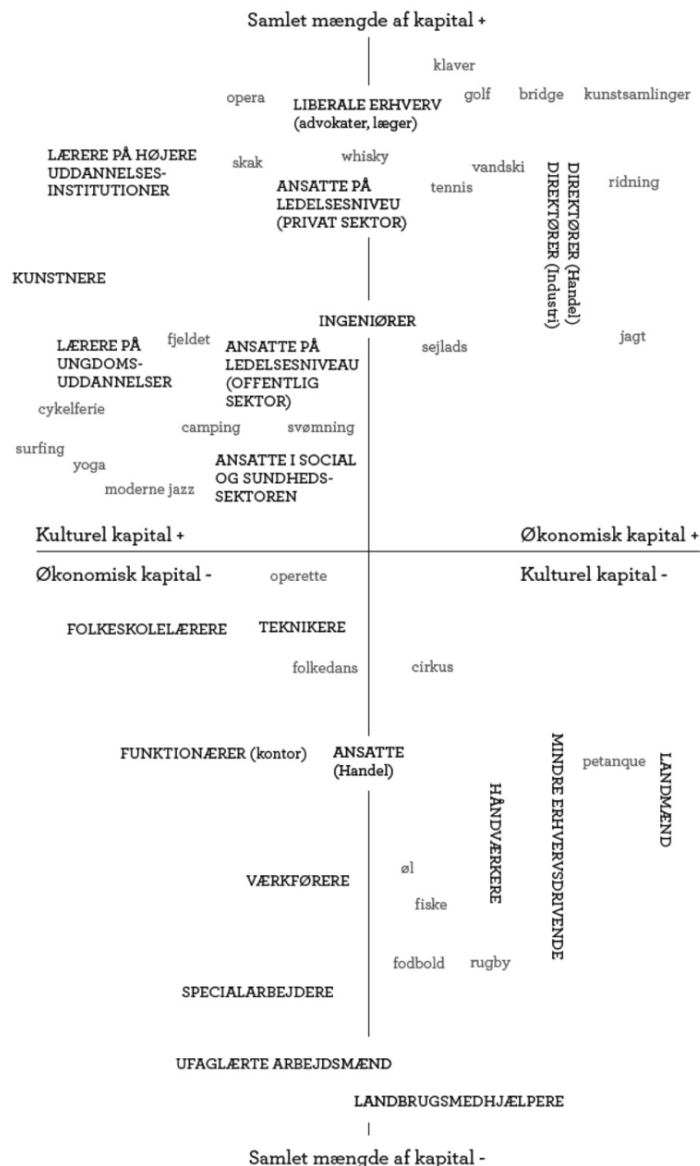 Samlet mængde af kapital +
klaver
opera
golf
bridge
kunstsamlinger
LIBERALE ERHVERV
(advokater, læger)
LÆRERE PÅ HØJERE
UDDANNELSES-
INSTITUTIONER
skak
whisky
vandski
tennis
ridning
ANSATTE PÅ
LEDELSESNIVEU
(PRIVAT SEKTOR)
DIREKTØRER (Handel)
DIREKTØRER (Industri)
KUNSTNERE
INGENIØRER
fjeldet
LÆRERE PÅ
UNGDOMS-
UDDANNELSER
ANSATTE PÅ
LEDELSESNIVEAU
(OFFENTLIG
SEKTOR)
sejlads
jagt
cykelferie
camping
svømning
surfing
yoga
moderne jazz
ANSATTE I SOCIAL
OG SUNDHEDS-
SEKTOREN
Kulturel kapital +
Økonomisk kapital +
Økonomisk kapital -
operette
Kulturel kapital -
FOLKESKOLELÆRERE
TEKNIKERE
folkedans
cirkus
FUNKTIONÆRER (kontor)
ANSATTE
(Handel)
HÅNDVÆRKERE
MINDRE ERHVERVSDRIVENDE
petanque
LANDMÆND
VÆRKFØRERE
øl
fiske
fodbold
rugby
SPECIALARBEJDERE
UFAGLÆRTE ARBEJDSMÆND
LANDBRUGSMEDHJÆLPERE
Samlet mængde af kapital -